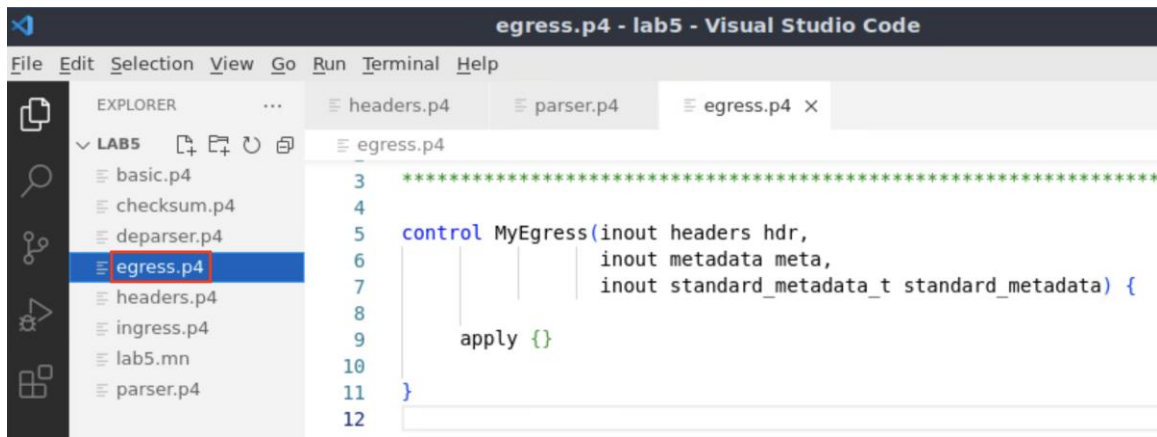 egress.p4 - lab5 - Visual Studio Code
File Edit Selection View Go Run Terminal Help
EXPLORER ... headers.p4 parser.p4 egress.p4 ×
LAB5 egress.p4
basic.p4
checksum.p4
deparser.p4
egress.p4
headers.p4
ingress.p4
lab5.mn
parser.p4
3 ****************************************************************
4
5 control MyEgress(inout headers hdr,
6 inout metadata meta,
7 inout standard_metadata_t standard_metadata) {
8
9 apply {}
10
11 }
12